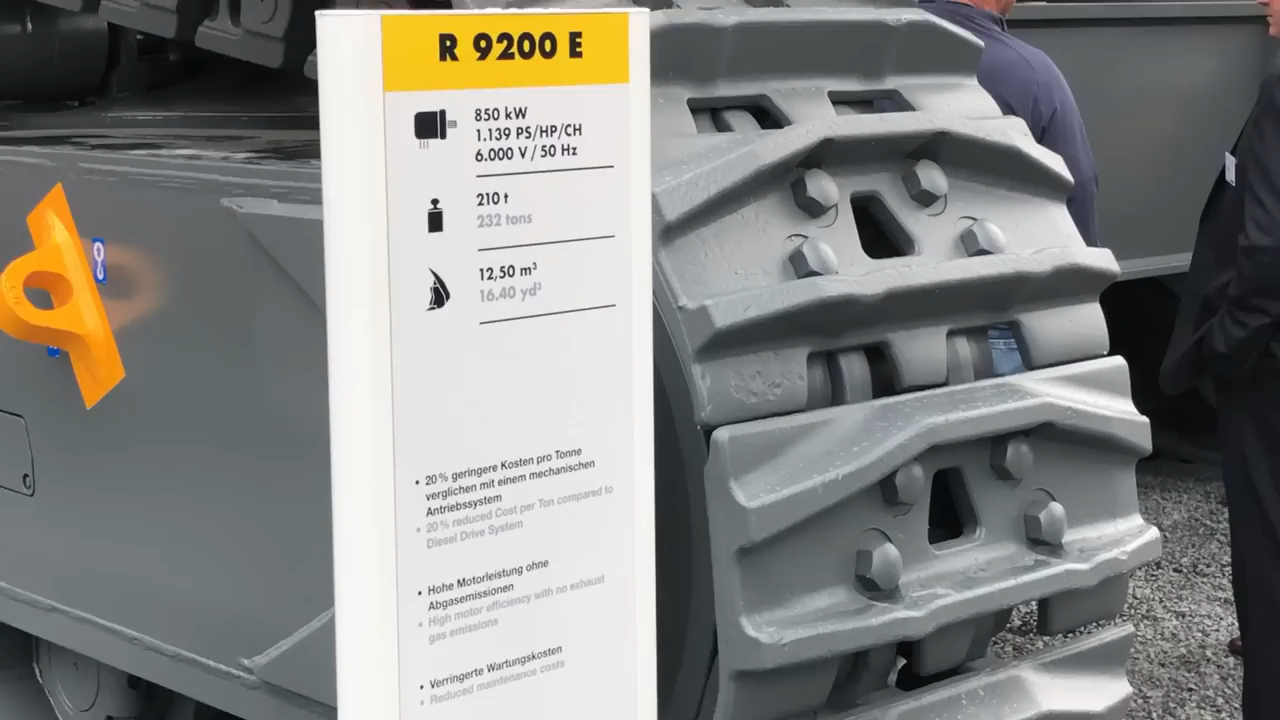 R 9200 E
850 kW
1.139 PS/HP/CH
6.000 V / 50 Hz
210 t
232 tons
12,50 m³
16.40 yd³
• 20 % geringere Kosten pro Tonne
verglichen mit einem mechanischen
Antriebssystem
• 20 % reduced Cost per Ton compared to
Diesel Drive System
• Hohe Motorleistung ohne
Abgasemissionen
• High motor efficiency with no exhaust
gas emissions
• Verringerte Wartungskosten
• Reduced maintenance costs